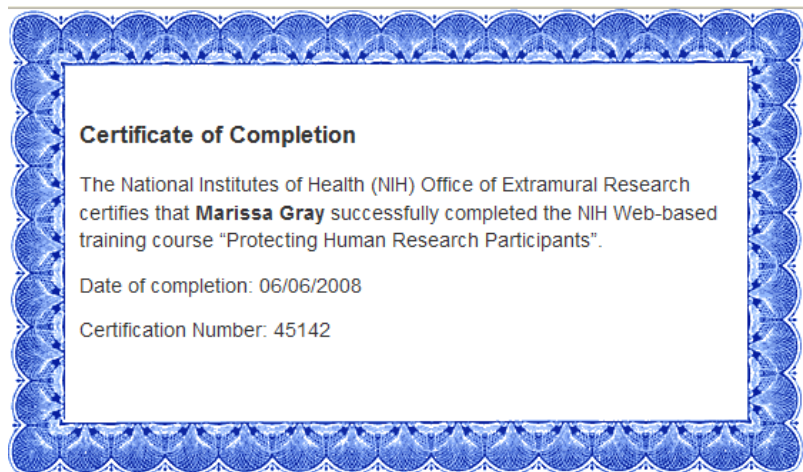 Certificate of Completion
The National Institutes of Health (NIH) Office of Extramural Research
certifies that Marissa Gray successfully completed the NIH Web-based
training course “Protecting Human Research Participants”.
Date of completion: 06/06/2008
Certification Number: 45142